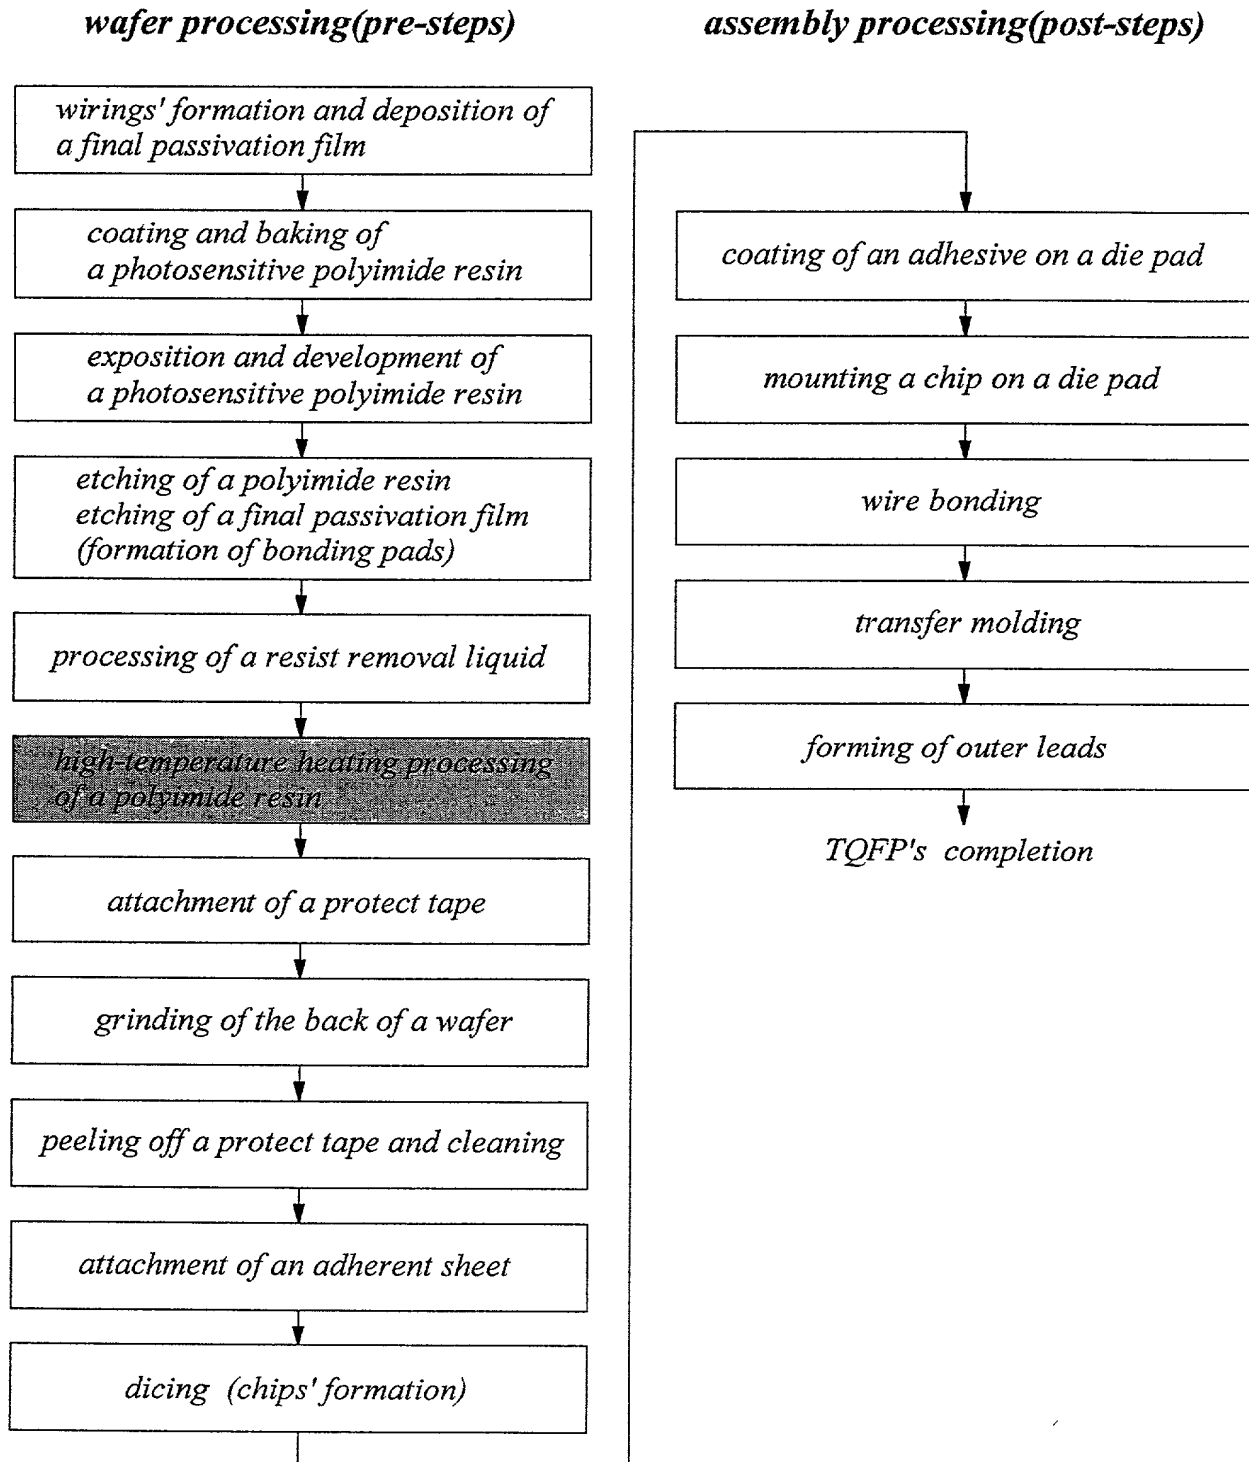 wafer processing(pre-steps)
wirings' formation and deposition of
a final passivation film
coating and baking of
a photosensitive polyimide resin
exposition and development of
a photosensitive polyimide resin
etching of a polyimide resin
etching of a final passivation film
(formation of bonding pads)
processing of a resist removal liquid
high-temperature heating processing
of a polyimide resin
attachment of a protect tape
grinding of the back of a wafer
peeling off a protect tape and cleaning
attachment of an adherent sheet
dicing (chips' formation)
assembly processing(post-steps)
coating of an adhesive on a die pad
mounting a chip on a die pad
wire bonding
transfer molding
forming of outer leads
TQFP's completion